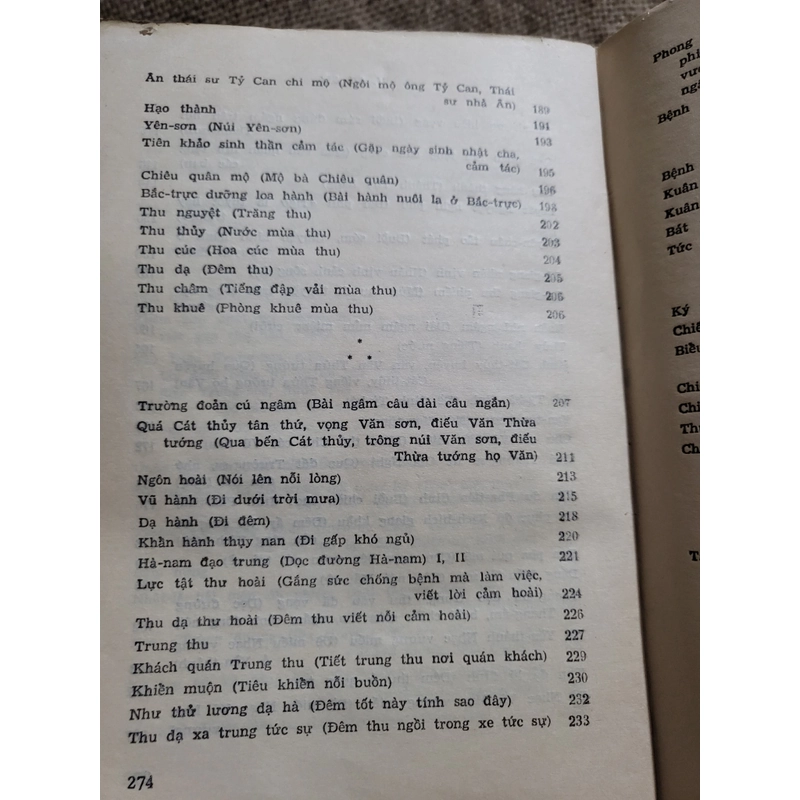 Ân thái sư Tỷ Can chi mộ (Ngôi mộ ông Tỷ Can, Thái
sư nhà Ân) 189
Hạo thành 191
Yên-sơn (Núi Yên-sơn) 193
Tiên khảo sinh thần cảm tác (Gặp ngày sinh nhật cha,
cảm tác) 195
Chiêu quân mộ (Mộ bà Chiêu quân) 196
Bắc-trực dưỡng loa hành (Bài hành nuôi la ở Bắc-trực) 198
Thu nguyệt (Trăng thu) 202
Thu thủy (Nước mùa thu) 203
Thu cúc (Hoa cúc mùa thu) 204
Thu dạ (Đêm thu) 205
Thu châm (Tiếng đập vải mùa thu) 206
Thu khuê (Phòng khuê mùa thu) 206
Trường đoản cú ngâm (Bài ngâm câu dài câu ngắn) 207
Quá Cát thủy tân thứ, vọng Văn sơn, điếu Văn Thừa
tướng (Qua bến Cát thủy, trông núi Văn sơn, điếu
Thừa tướng họ Văn) 211
Ngôn hoài (Nói lên nỗi lòng) 213
Vũ hành (Đi dưới trời mưa) 215
Dạ hành (Đi đêm) 218
Khẩn hành thụy nan (Đi gấp khó ngủ) 220
Hà-nam đạo trung (Dọc đường Hà-nam) I, II 221
Lực tật thư hoài (Gắng sức chống bệnh mà làm việc,
viết lời cảm hoài) 224
Thu dạ thư hoài (Đêm thu viết nỗi cảm hoài) 226
Trung thu 227
Khách quán Trung thu (Tiết trung thu nơi quán khách) 229
Khiển muộn (Tiêu khiển nỗi buồn) 230
Như thử lương dạ hà (Đêm tốt này tính sao đây) 232
Thu dạ xa trung tức sự (Đêm thu ngồi trong xe tức sự) 233
274
Phong
phi
ngà
Bệnh
Bệnh
Kuân
Kuân
Bát
Tức
Ký
Chiê
Biều
Chi
Chi
Thu
Ch
T